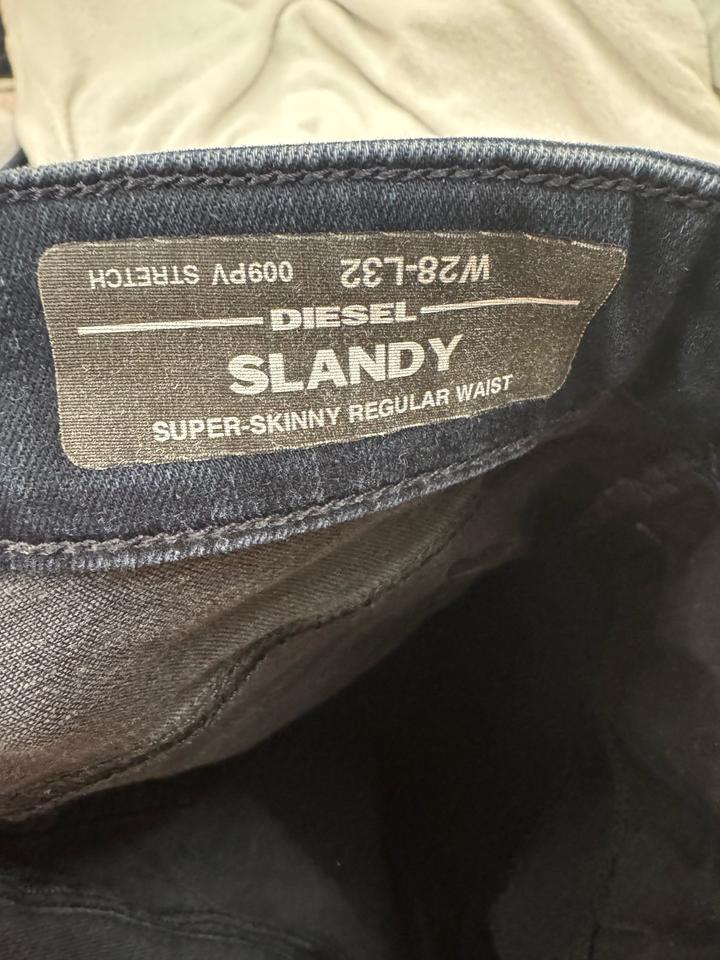 W28-L32 009PV STRETCH
DIESEL
SLANDY
SUPER-SKINNY REGULAR WAIST